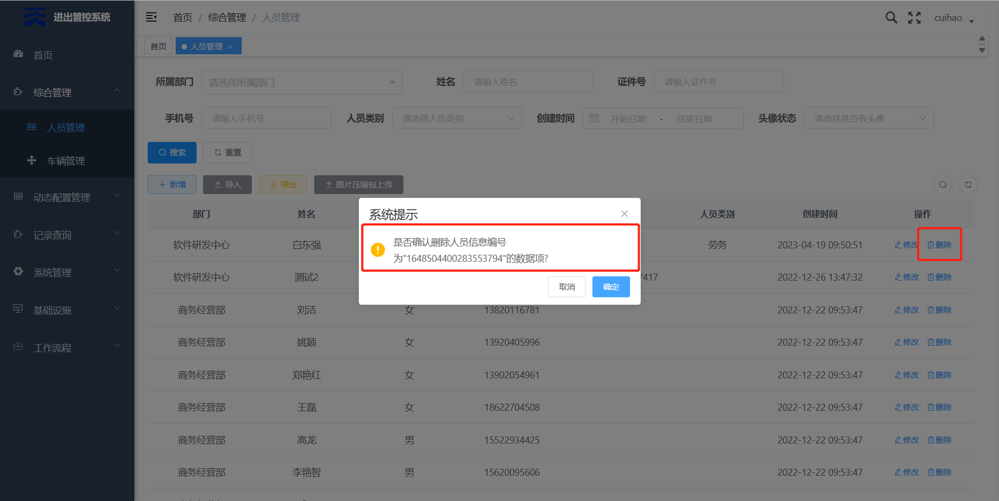 进出管控系统
首页 / 综合管理 / 人员管理
cuihao
首页
人员管理 ×
首页
综合管理
人员管理
车辆管理
动态配置管理
记录查询
系统管理
基础设施
工作流程
所属部门 请选择所属部门 姓名 请输入姓名 证件号 请输入证件号
手机号 请输入手机号 人员类别 请选择人员类别 创建时间 开始日期 - 结束日期 头像状态 请选择是否有头像
搜索 重置
新增 导入 导出 图片压缩包上传
部门 姓名 人员类别 创建时间 操作
软件研发中心 白东强 劳务 2023-04-19 09:50:51 修改 删除
软件研发中心 测试2 417 2022-12-26 13:47:32 修改 删除
商务经营部 刘洁 女 13820116781 2022-12-22 09:53:47 修改 删除
商务经营部 姚颖 女 13920405996 2022-12-22 09:53:47 修改 删除
商务经营部 郑艳红 女 13902054961 2022-12-22 09:53:47 修改 删除
商务经营部 王磊 女 18622704508 2022-12-22 09:53:47 修改 删除
商务经营部 高龙 男 15522934425 2022-12-22 09:53:47 修改 删除
商务经营部 李艳智 男 15620095606 2022-12-22 09:53:47 修改 删除
系统提示
是否确认删除人员信息编号
为"1648504400283553794"的数据项?
取消 确定